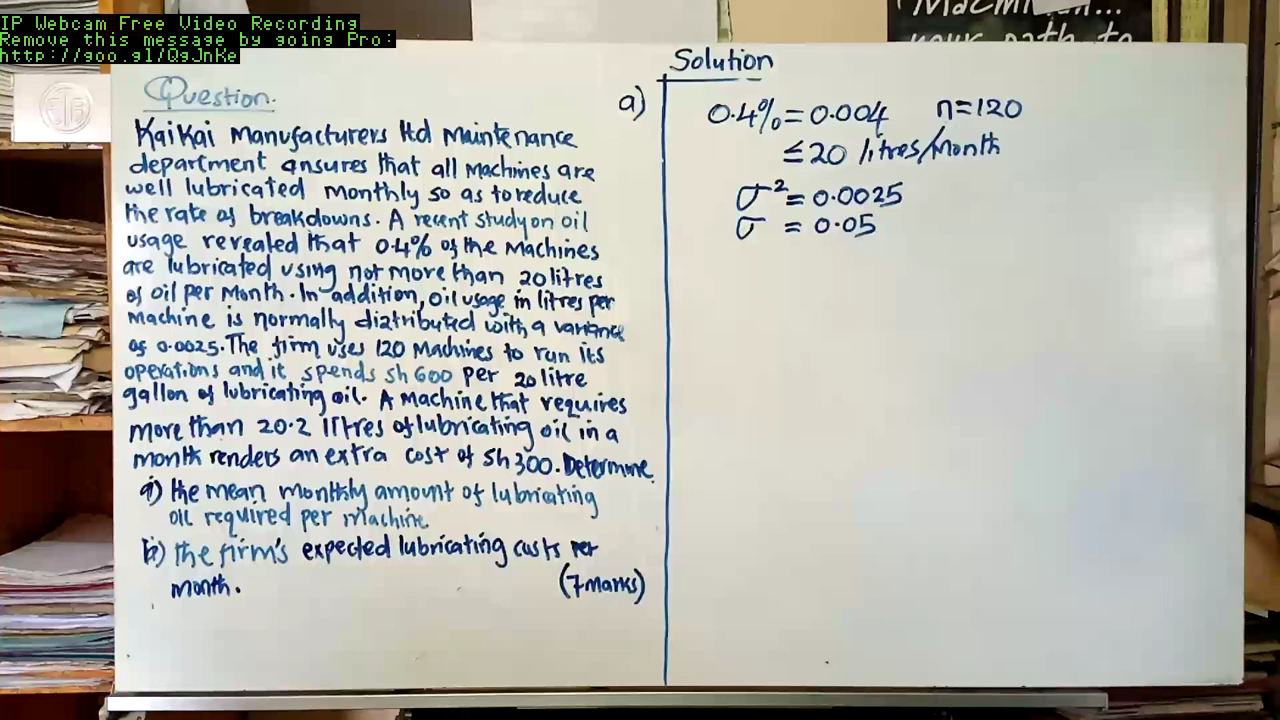 IP Webcam Free Video Recording
Remove this message by going Pro:
http://goo.gl/QgJnKe
MacMillan...
your path to
Question.
KaiKai Manufacturers Ltd Maintenance
department ensures that all Machines are
well lubricated monthly so as to reduce
the rate of breakdowns. A recent study on oil
usage revealed that 0.4% of the Machines
are lubricated using not more than 20 litres
of oil per Month. In addition, oil usage in litres per
machine is normally distributed with a variance
of 0.0025. The firm uses 120 Machines to run its
operations and it spends Sh 600 per 20 litre
gallon of lubricating oil. A Machine that requires
more than 20.2 litres of lubricating oil in a
month renders an extra cost of Sh 300. Determine
a) the mean monthly amount of lubricating
oil required per machine.
b) the firm's expected lubricating costs per
month. (7 marks)
Solution
a) 0.4% = 0.004 n=120
≤ 20 litres/Month
σ² = 0.0025
σ = 0.05